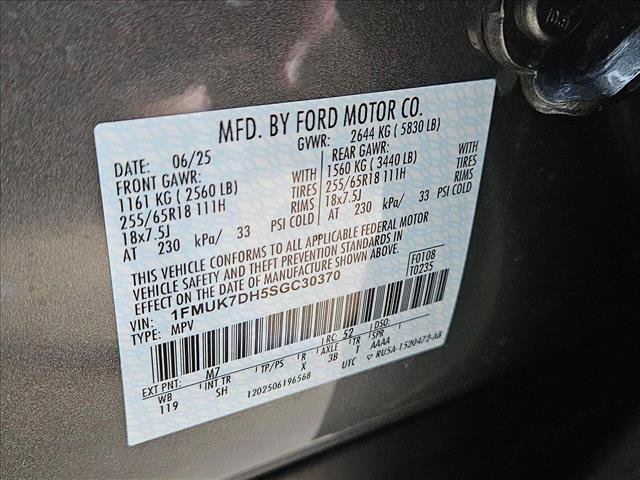 MFD. BY FORD MOTOR CO.
DATE: 06/25 GVWR: 2644 KG ( 5830 LB)
FRONT GAWR: WITH REAR GAWR: WITH
1161 KG ( 2560 LB) TIRES 1560 KG ( 3440 LB) TIRES
255/65R18 111H RIMS 255/65R18 111H RIMS
18x7.5J PSI COLD 18x7.5J PSI COLD
AT 230 kPa/ 33 AT 230 kPa/ 33
THIS VEHICLE CONFORMS TO ALL APPLICABLE FEDERAL MOTOR
VEHICLE SAFETY AND THEFT PREVENTION STANDARDS IN
EFFECT ON THE DATE OF MANUFACTURE SHOWN ABOVE.
VIN: 1FMUK7DH5SGC30370 F0108
TYPE: MPV T0235
EXT PNT: M7 RC: 52 DSO:
WB INT TR TP/PS R AXLE TR SPR
119 SH X 3B T AAAA
1202506196568 UTC ▽ RU5A-1520472-AB